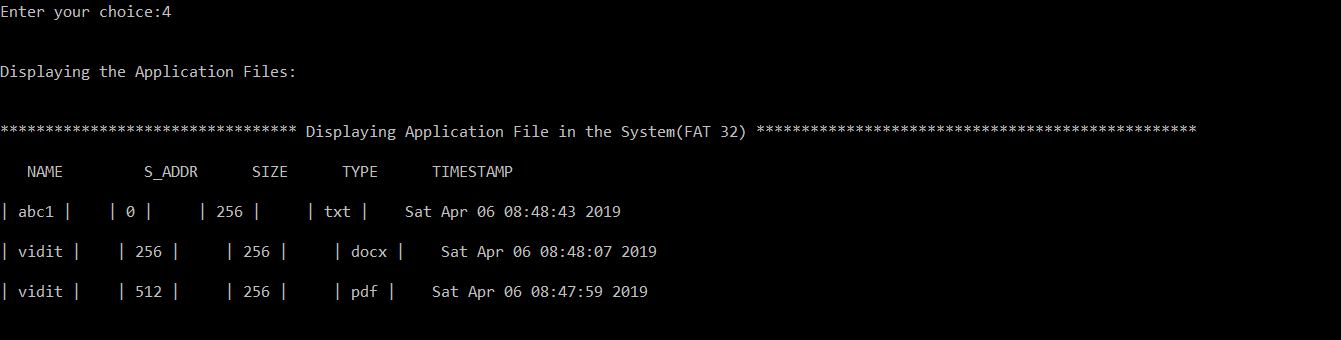 Enter your choice:4
Displaying the Application Files:
********************************* Displaying Application File in the System(FAT 32) *************************************************
NAME S_ADDR SIZE TYPE TIMESTAMP
| abc1 | | 0 | | 256 | | txt | Sat Apr 06 08:48:43 2019
| vidit | | 256 | | 256 | | docx | Sat Apr 06 08:48:07 2019
| vidit | | 512 | | 256 | | pdf | Sat Apr 06 08:47:59 2019